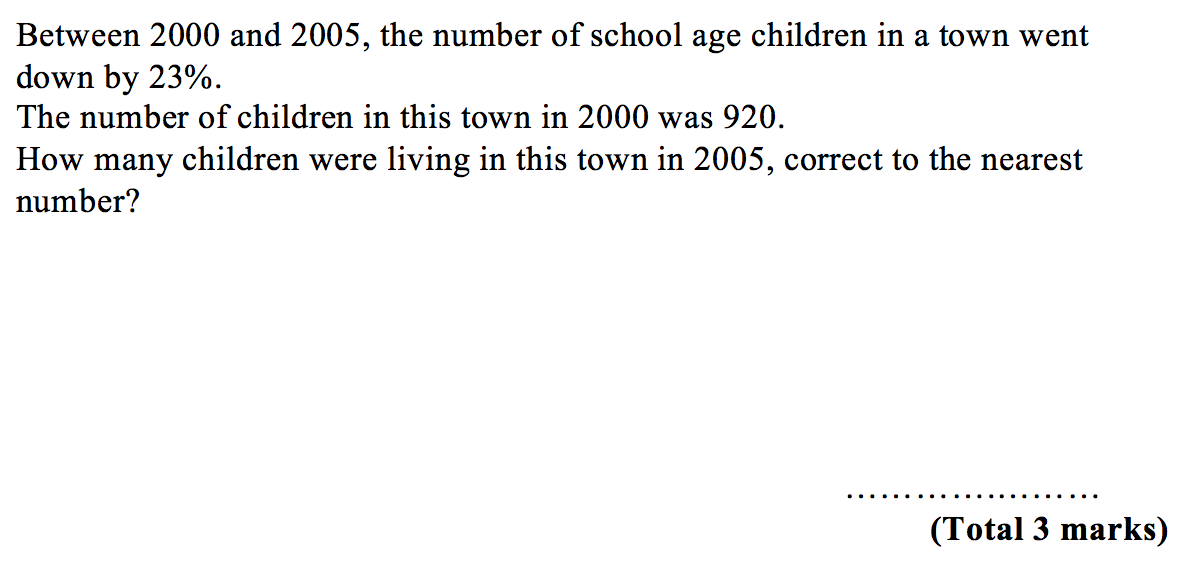 Between 2000 and 2005, the number of school age children in a town went
down by 23%.
The number of children in this town in 2000 was 920.
How many children were living in this town in 2005, correct to the nearest
number?
.......................
(Total 3 marks)